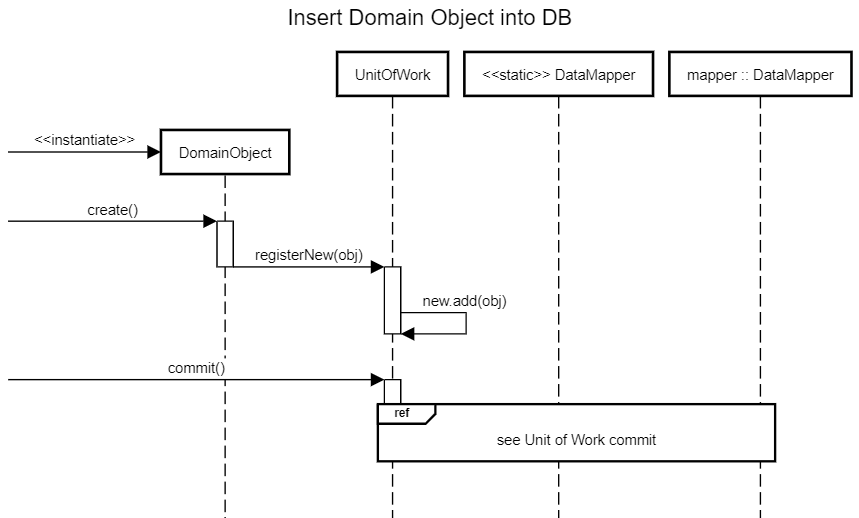 Insert Domain Object into DB
UnitOfWork
<<static>> DataMapper
mapper :: DataMapper
<<instantiate>>
DomainObject
create()
registerNew(obj)
new.add(obj)
commit()
ref
see Unit of Work commit